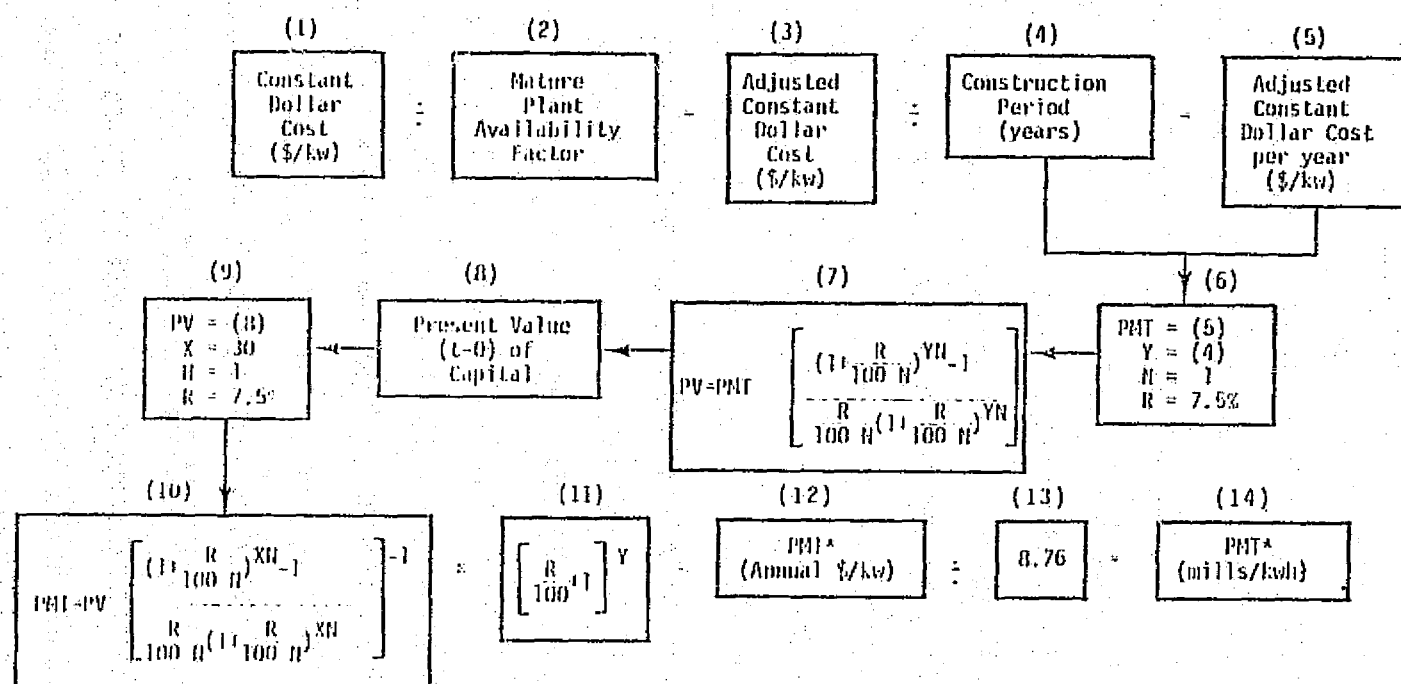 (1) (2) (3) (4) (5)
Constant
Dollar
Cost
($/kw)
÷
Mature
Plant
Availability
Factor
=
Adjusted
Constant
Dollar
Cost
($/kw)
÷
Construction
Period
(years)
=
Adjusted
Constant
Dollar Cost
per year
($/kw)
(6)
PMT = (5)
Y = (4)
N = 1
R = 7.5%
(7)
PV=PMT [ (1+ R/100 N)^YN -1 / R/100 N (1+ R/100 N)^YN ]
(8)
Present Value
(t=0) of
Capital
(9)
PV = (8)
X = 30
N = 1
R = 7.5%
(10)
PMT=PV [ (1+ R/100 N)^XN -1 / R/100 N (1+ R/100 N)^XN ]^-1
(11)
[ R/100 +1 ]^Y
(12)
PMT*
(Annual $/kw)
÷
(13)
8.76
=
(14)
PMT*
(mills/kwh)